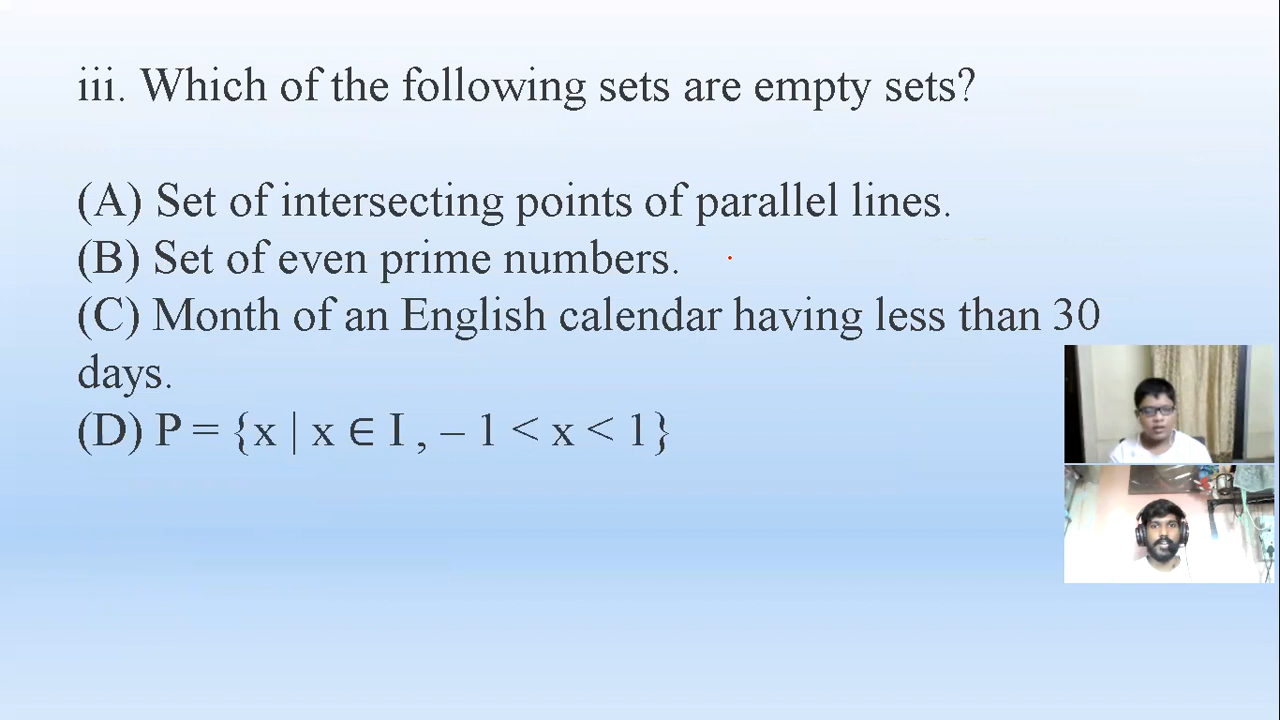 iii. Which of the following sets are empty sets?
(A) Set of intersecting points of parallel lines.
(B) Set of even prime numbers.
(C) Month of an English calendar having less than 30
days.
(D) P = {x | x ∈ I , – 1 < x < 1}